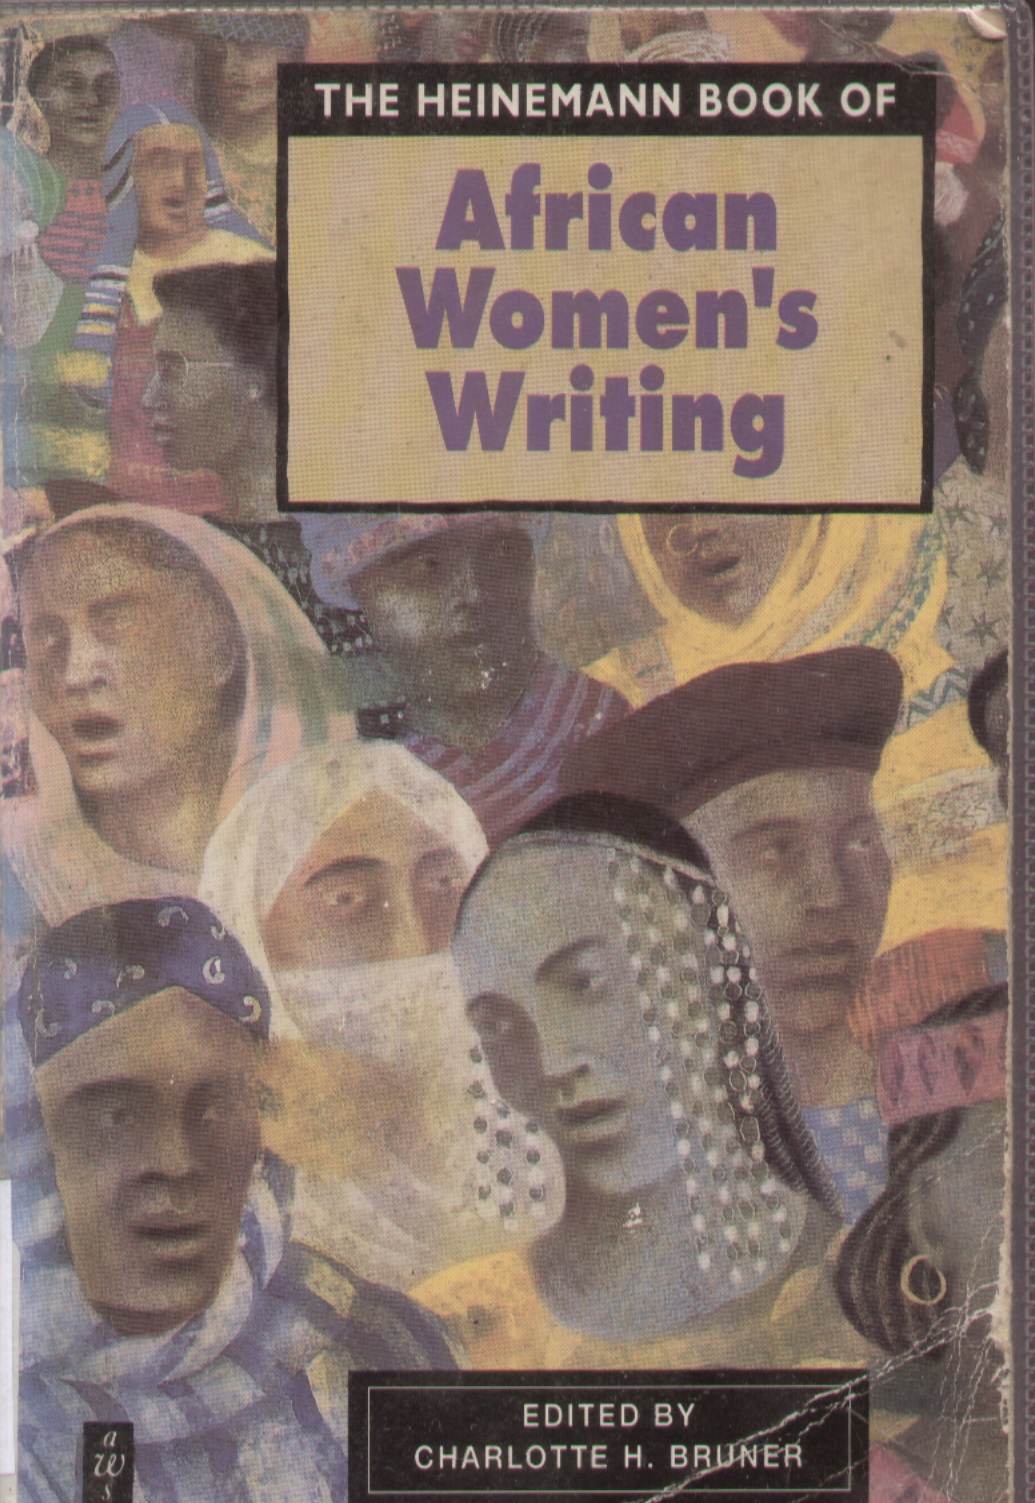 THE HEINEMANN BOOK OF
African
Women's
Writing
EDITED BY
CHARLOTTE H. BRUNER
a
w
s